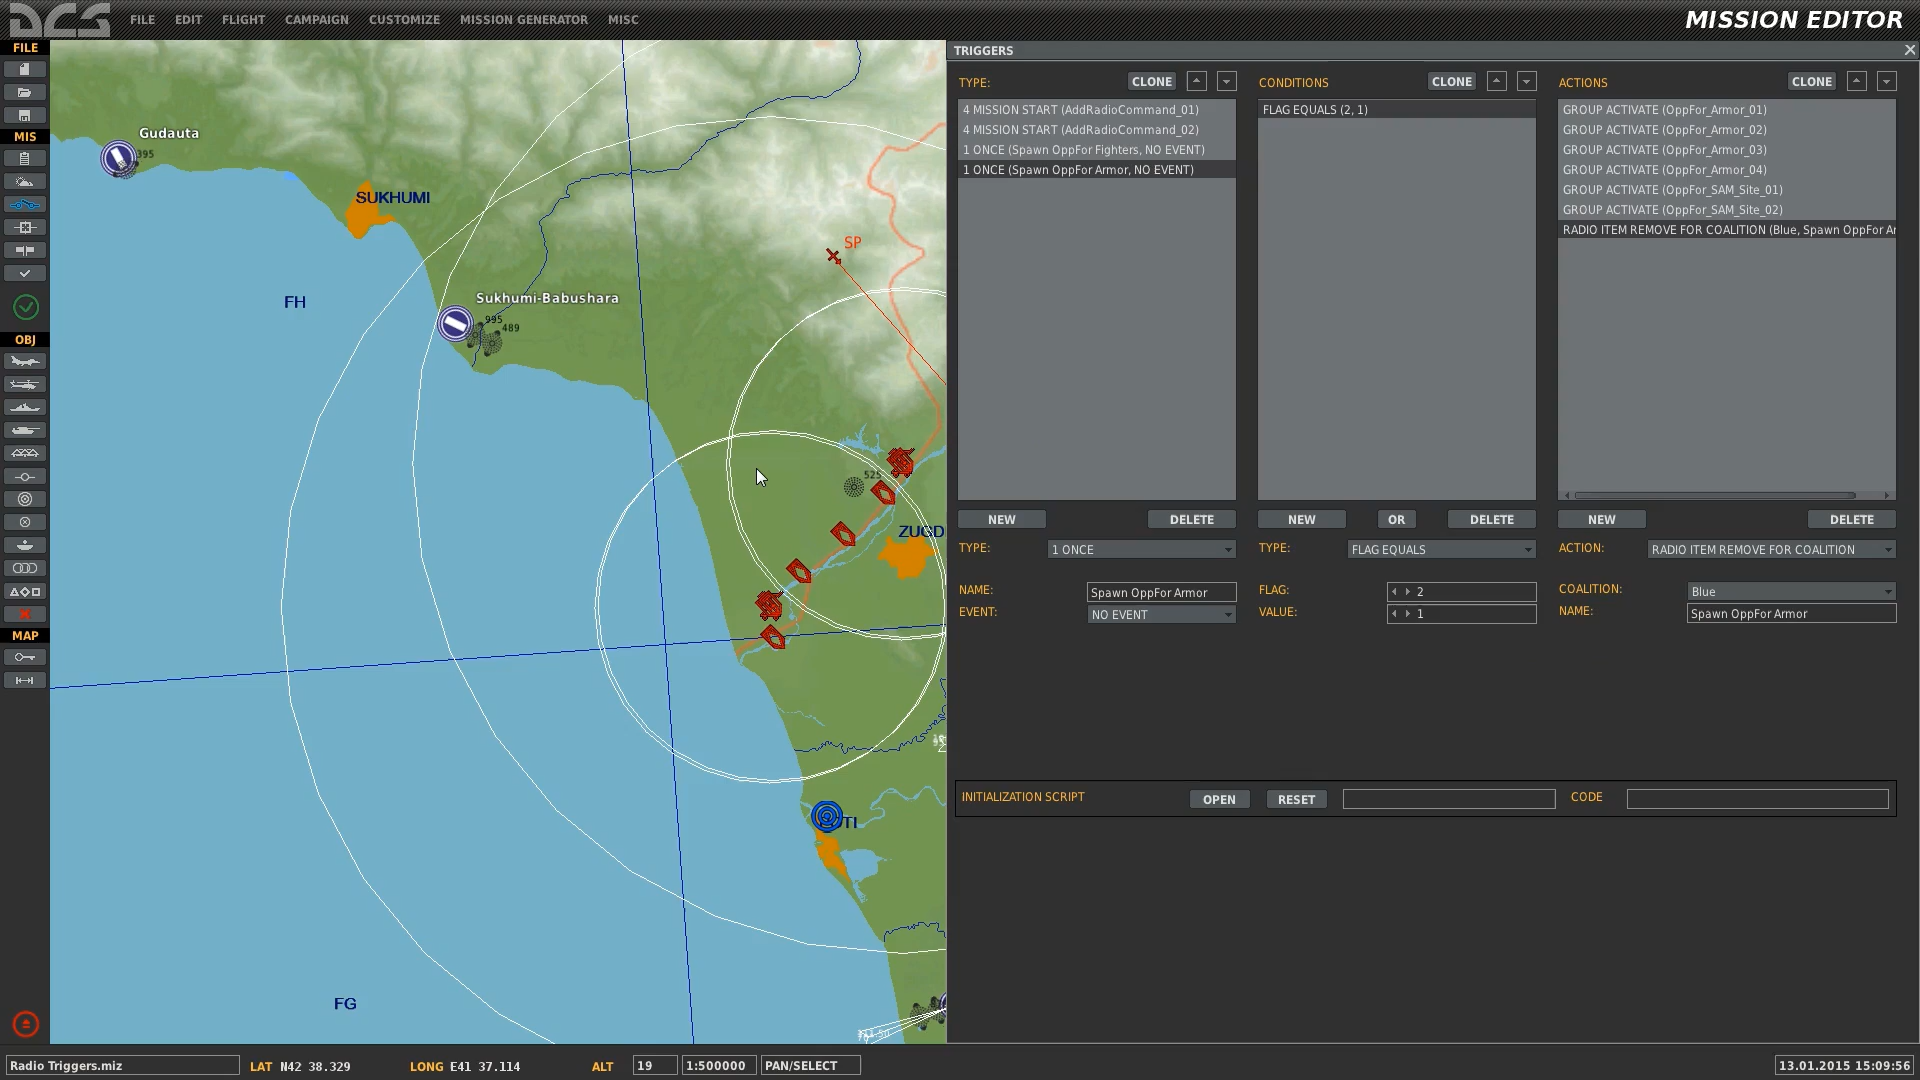 DCS
FILE EDIT FLIGHT CAMPAIGN CUSTOMIZE MISSION GENERATOR MISC
MISSION EDITOR
FILE
MIS
OBJ
MAP
Gudauta
395
SUKHUMI
SP
FH
Sukhumi-Babushara
995
489
525
ZUGD
TI
FG
TRIGGERS
TYPE: CLONE
4 MISSION START (AddRadioCommand_01)
4 MISSION START (AddRadioCommand_02)
1 ONCE (Spawn OppFor Fighters, NO EVENT)
1 ONCE (Spawn OppFor Armor, NO EVENT)
NEW DELETE
TYPE: 1 ONCE
NAME: Spawn OppFor Armor
EVENT: NO EVENT
CONDITIONS CLONE
FLAG EQUALS (2, 1)
NEW OR DELETE
TYPE: FLAG EQUALS
FLAG: 2
VALUE: 1
ACTIONS CLONE
GROUP ACTIVATE (OppFor_Armor_01)
GROUP ACTIVATE (OppFor_Armor_02)
GROUP ACTIVATE (OppFor_Armor_03)
GROUP ACTIVATE (OppFor_Armor_04)
GROUP ACTIVATE (OppFor_SAM_Site_01)
GROUP ACTIVATE (OppFor_SAM_Site_02)
RADIO ITEM REMOVE FOR COALITION (Blue, Spawn OppFor Ar
NEW DELETE
ACTION: RADIO ITEM REMOVE FOR COALITION
COALITION: Blue
NAME: Spawn OppFor Armor
INITIALIZATION SCRIPT OPEN RESET CODE
Radio Triggers.miz LAT N42 38.329 LONG E41 37.114 ALT 19 1:500000 PAN/SELECT 13.01.2015 15:09:56